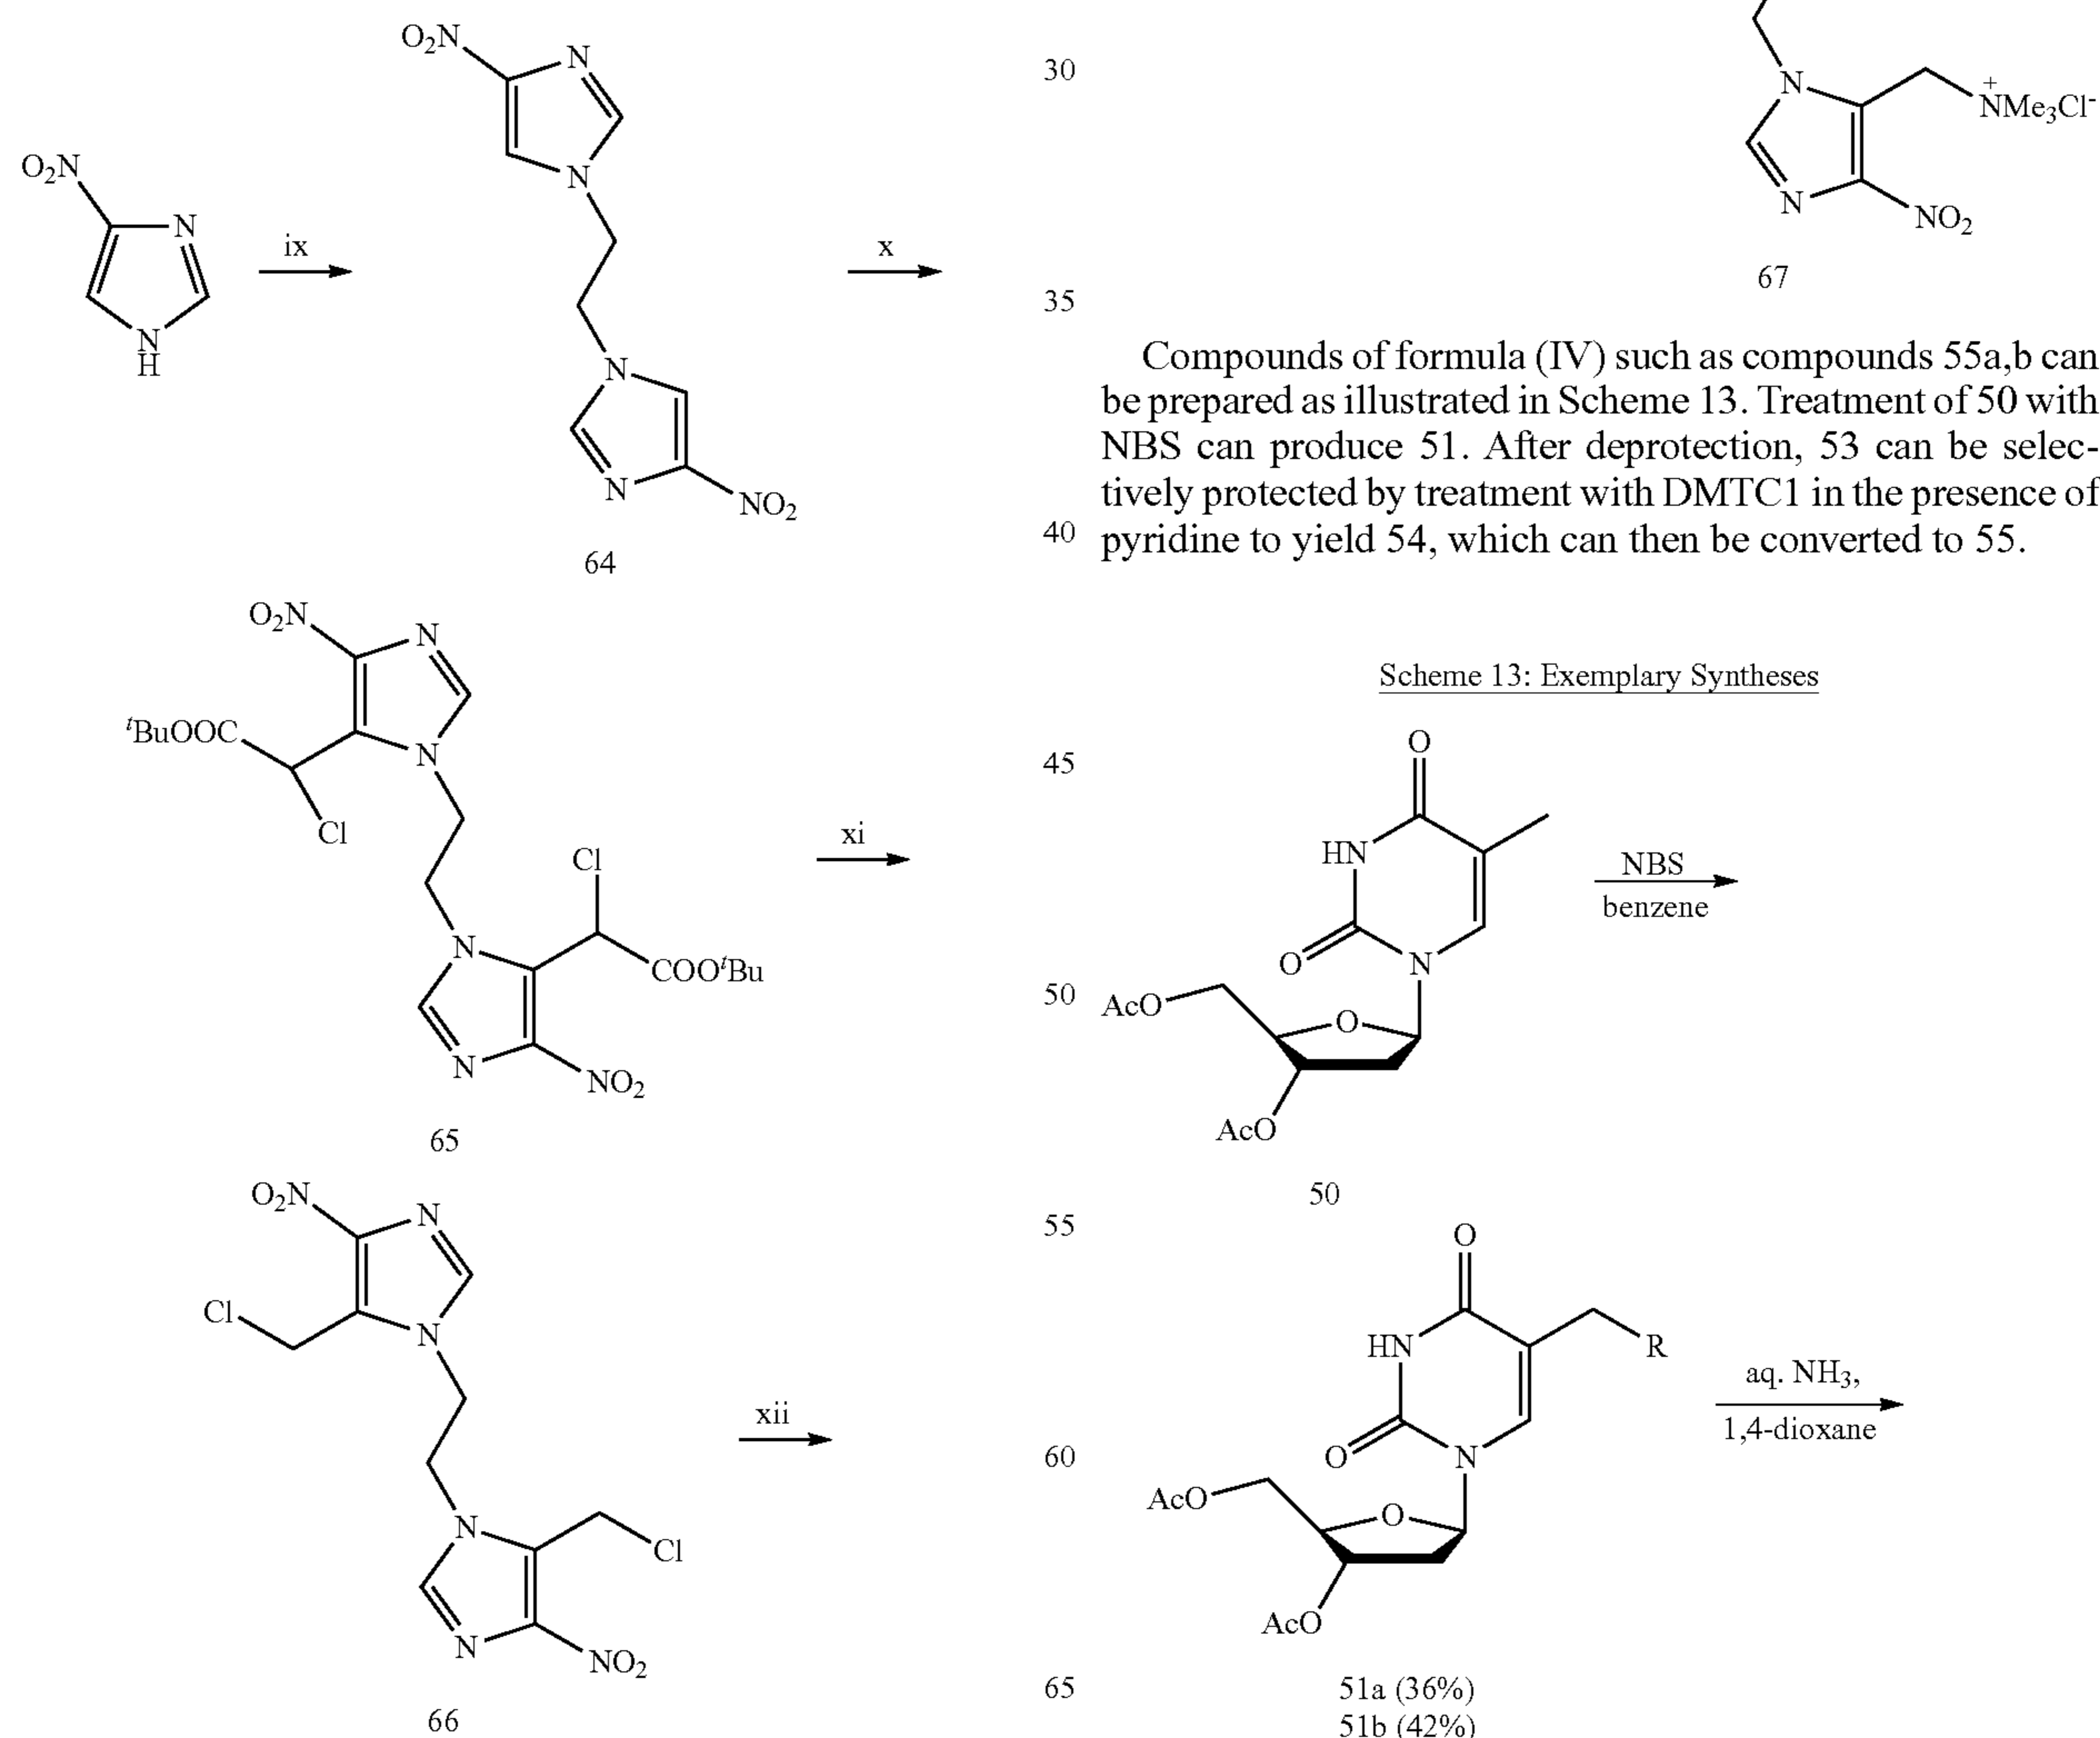 O₂N
N
N
H
ix
O₂N
N
N
N
N
NO₂
x
64
O₂N
N
ᵗBuOOC
N
Cl
Cl
N
COOᵗBu
N
NO₂
xi
65
O₂N
N
Cl
N
N
Cl
N
NO₂
xii
66
30
35
40
45
50
55
60
65
N
+
NMe₃Cl⁻
N
NO₂
67
Compounds of formula (IV) such as compounds 55a,b can
be prepared as illustrated in Scheme 13. Treatment of 50 with
NBS can produce 51. After deprotection, 53 can be selec-
tively protected by treatment with DMTC1 in the presence of
pyridine to yield 54, which can then be converted to 55.
Scheme 13: Exemplary Syntheses
O
HN
O
N
AcO
O
AcO
NBS
benzene
50
O
HN
R
O
N
AcO
O
AcO
aq. NH₃,
1,4-dioxane
51a (36%)
51b (42%)